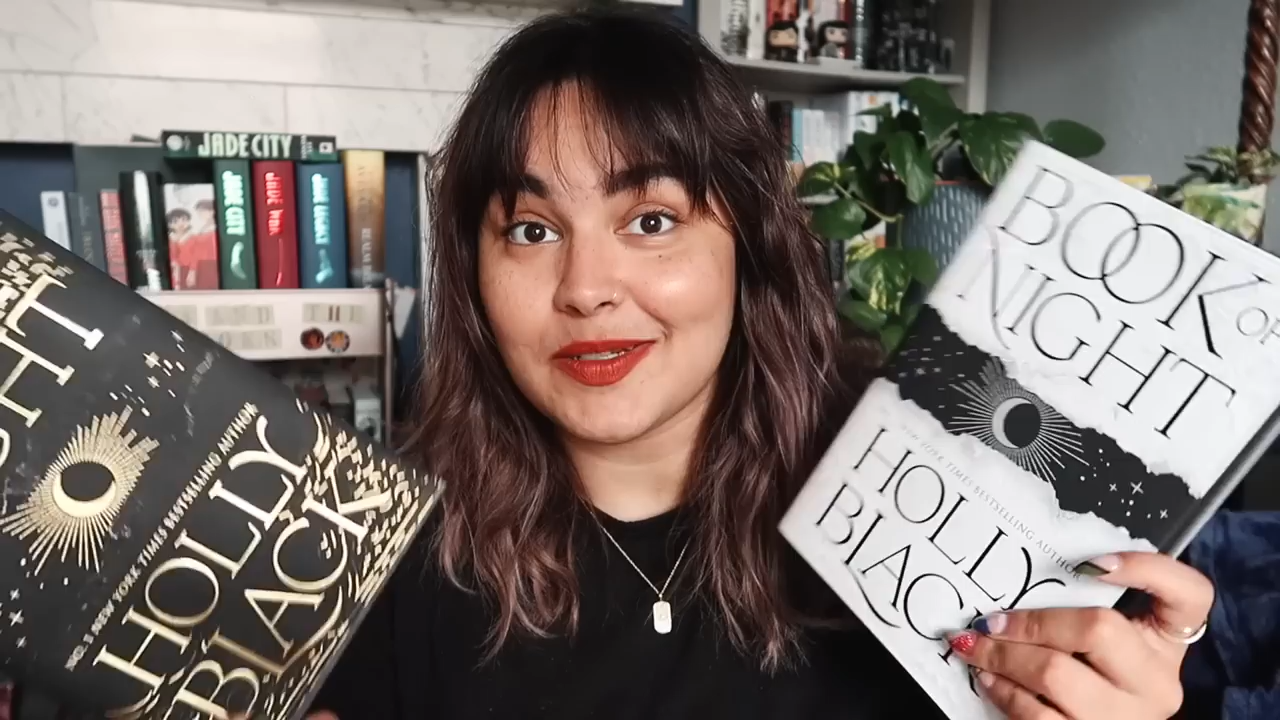 JADE CITY
JADE CITY
JADE WAR
JADE LEGACY
GHT
NO. 1 NEW YORK TIMES BESTSELLING AUTHOR
HOLLY
BLACK
BOOK OF
NIGHT
NEW YORK TIMES BESTSELLING AUTHOR
HOLLY
BLACK